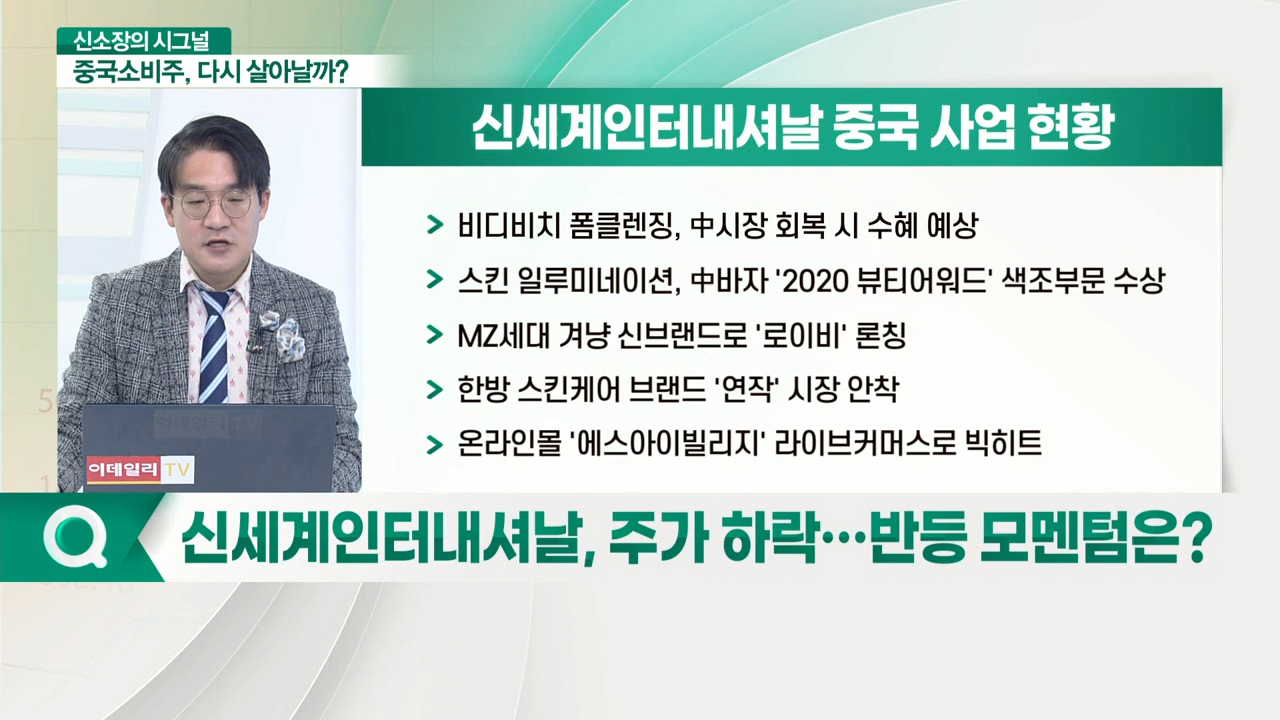 신소장의 시그널
중국소비주, 다시 살아날까?
신세계인터내셔날 중국 사업 현황
> 비디비치 폼클렌징, 中시장 회복 시 수혜 예상
> 스킨 일루미네이션, 中바자 '2020 뷰티어워드' 색조부문 수상
> MZ세대 겨냥 신브랜드로 '로이비' 론칭
> 한방 스킨케어 브랜드 '연작' 시장 안착
> 온라인몰 '에스아이빌리지' 라이브커머스로 빅히트
이데일리 TV
Q 신세계인터내셔날, 주가 하락…반등 모멘텀은?